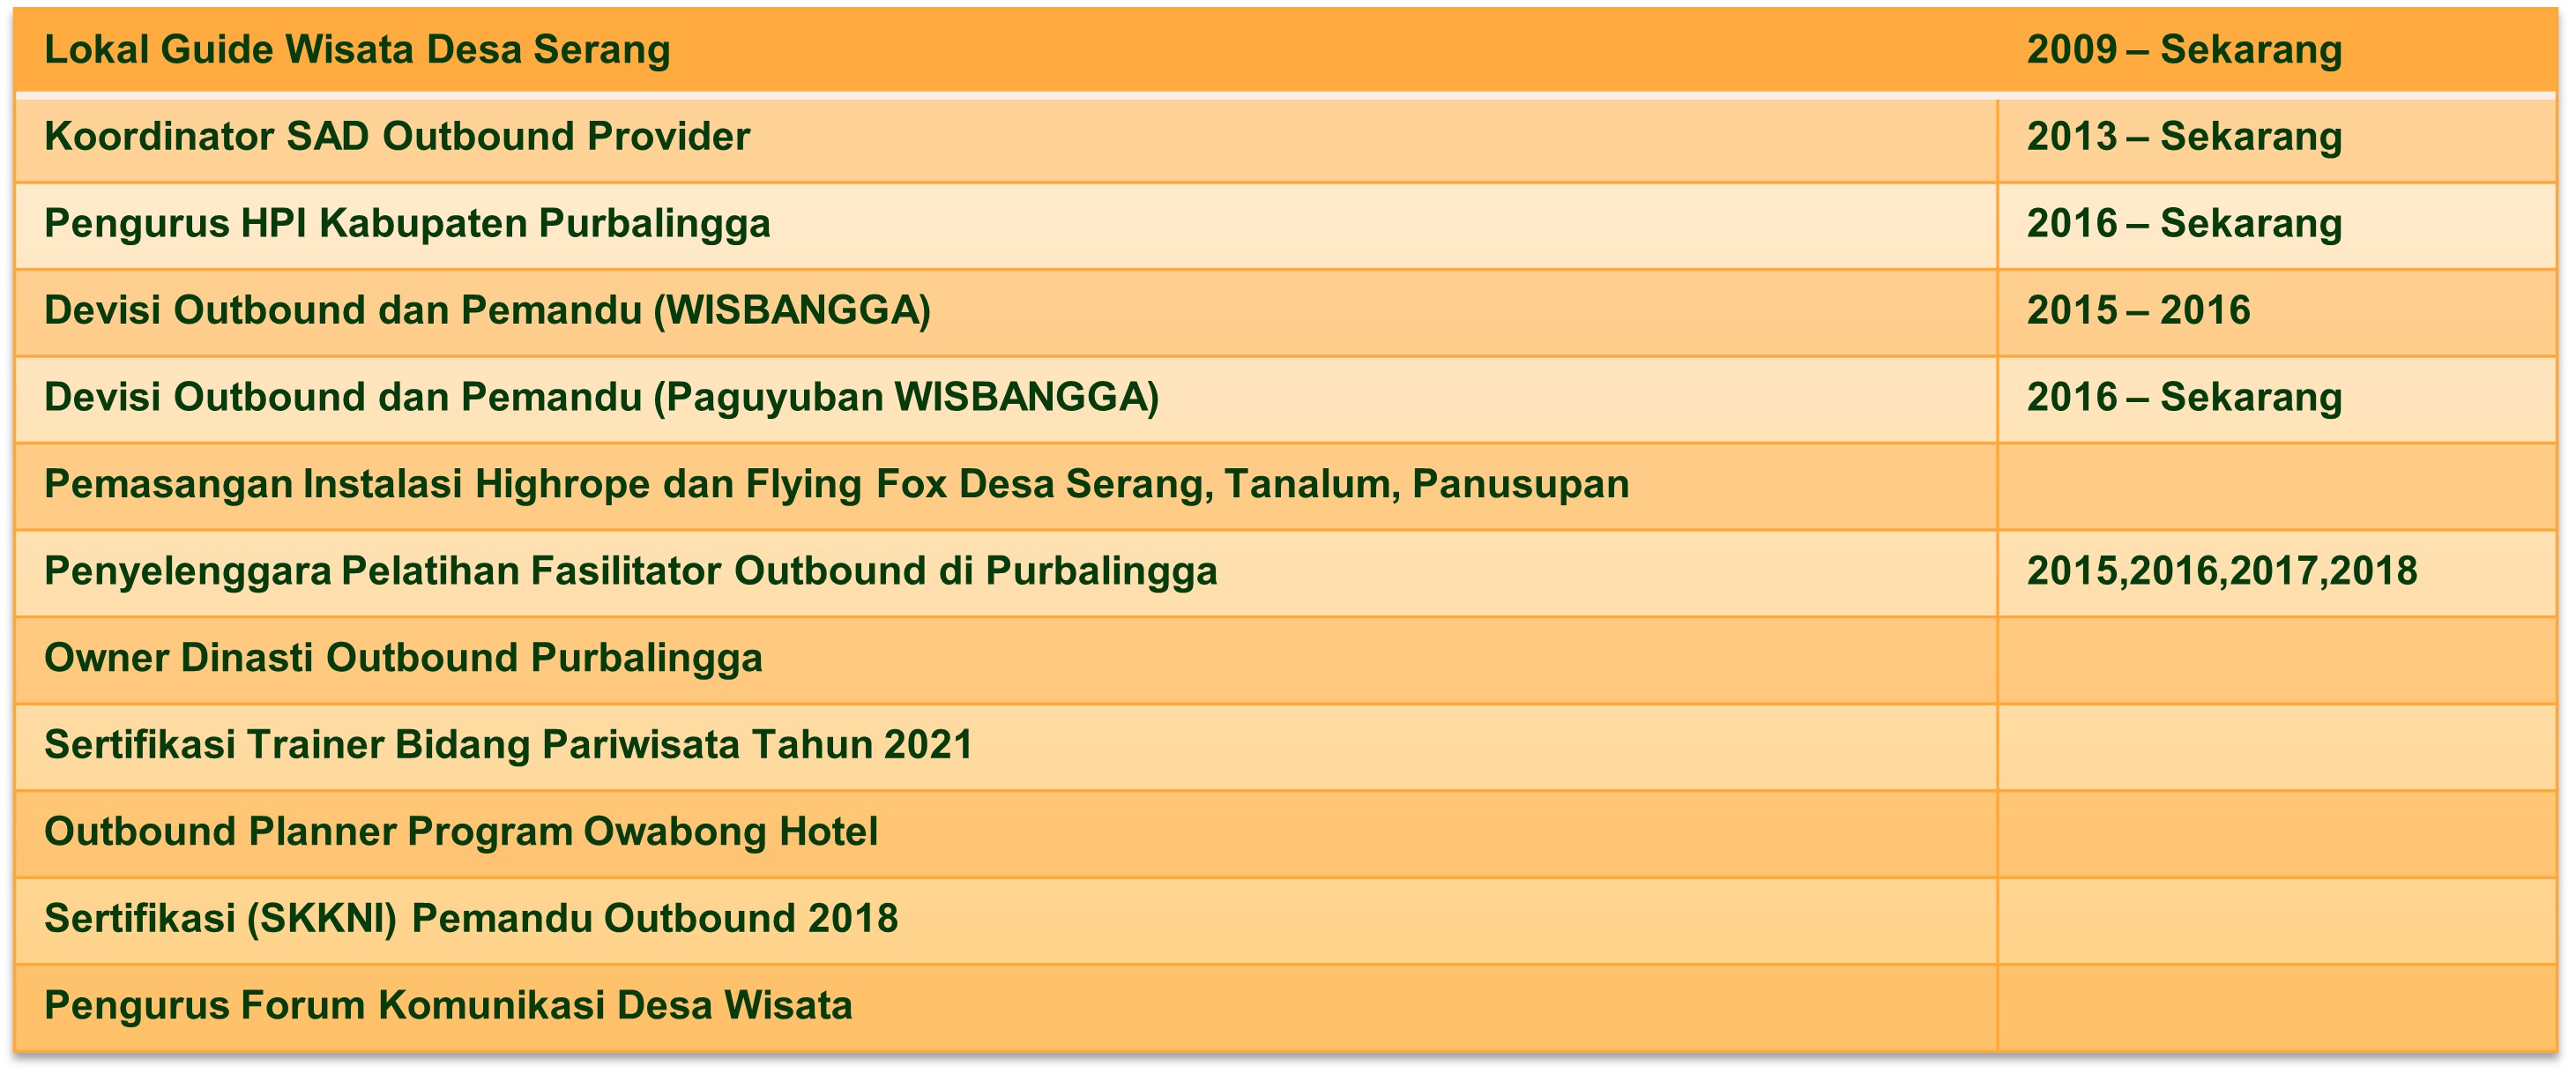 Lokal Guide Wisata Desa Serang 2009 – Sekarang
Koordinator SAD Outbound Provider 2013 – Sekarang
Pengurus HPI Kabupaten Purbalingga 2016 – Sekarang
Devisi Outbound dan Pemandu (WISBANGGA) 2015 – 2016
Devisi Outbound dan Pemandu (Paguyuban WISBANGGA) 2016 – Sekarang
Pemasangan Instalasi Highrope dan Flying Fox Desa Serang, Tanalum, Panusupan
Penyelenggara Pelatihan Fasilitator Outbound di Purbalingga 2015,2016,2017,2018
Owner Dinasti Outbound Purbalingga
Sertifikasi Trainer Bidang Pariwisata Tahun 2021
Outbound Planner Program Owabong Hotel
Sertifikasi (SKKNI) Pemandu Outbound 2018
Pengurus Forum Komunikasi Desa Wisata